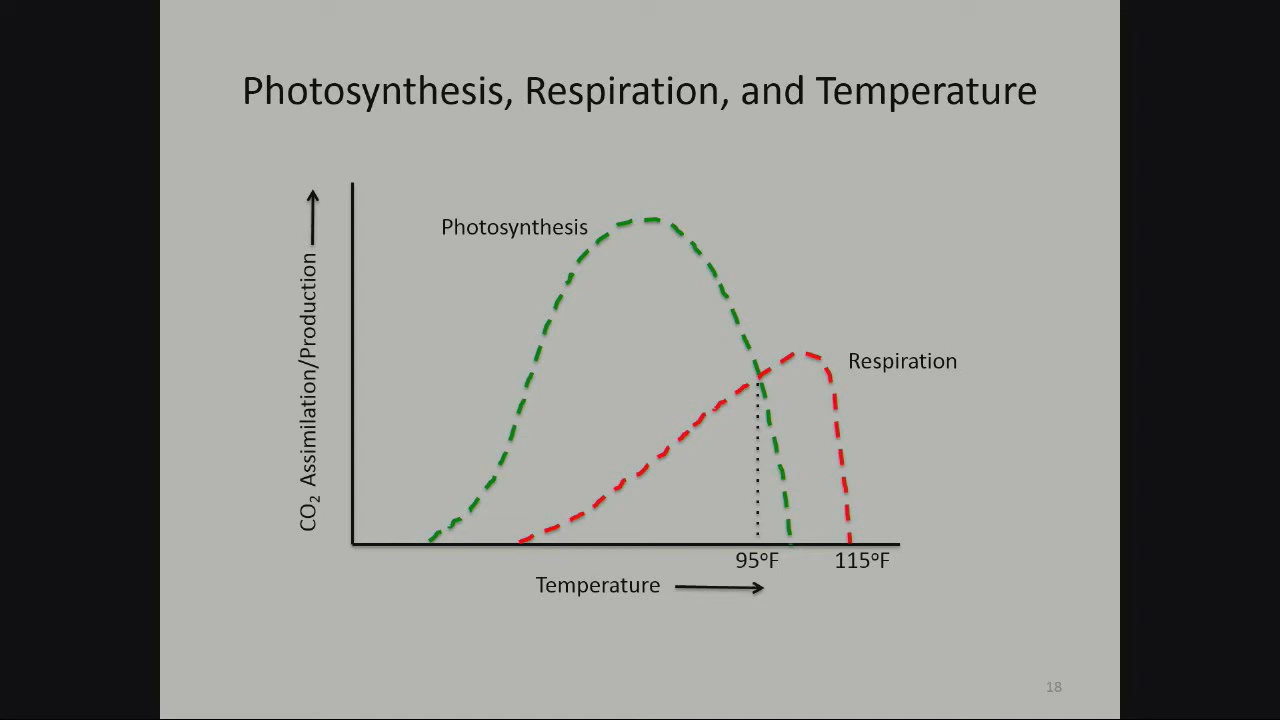 Photosynthesis, Respiration, and Temperature
CO₂ Assimilation/Production
Photosynthesis
Respiration
95°F
115°F
Temperature
18